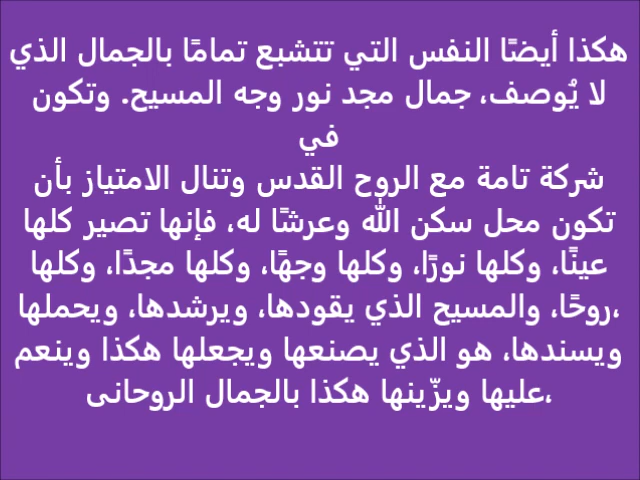 هكذا أيضًا النفس التي تتشبع تمامًا بالجمال الذي
لا يُوصف، جمال مجد نور وجه المسيح. وتكون
في
شركة تامة مع الروح القدس وتنال الامتياز بأن
تكون محل سكن الله وعرشًا له، فإنها تصير كلها
عينًا، وكلها نورًا، وكلها وجهًا، وكلها مجدًا، وكلها
روحًا، والمسيح الذي يقودها، ويرشدها، ويحملها،
ويسندها، هو الذي يصنعها ويجعلها هكذا وينعم
عليها ويزّينها هكذا بالجمال الروحانى،